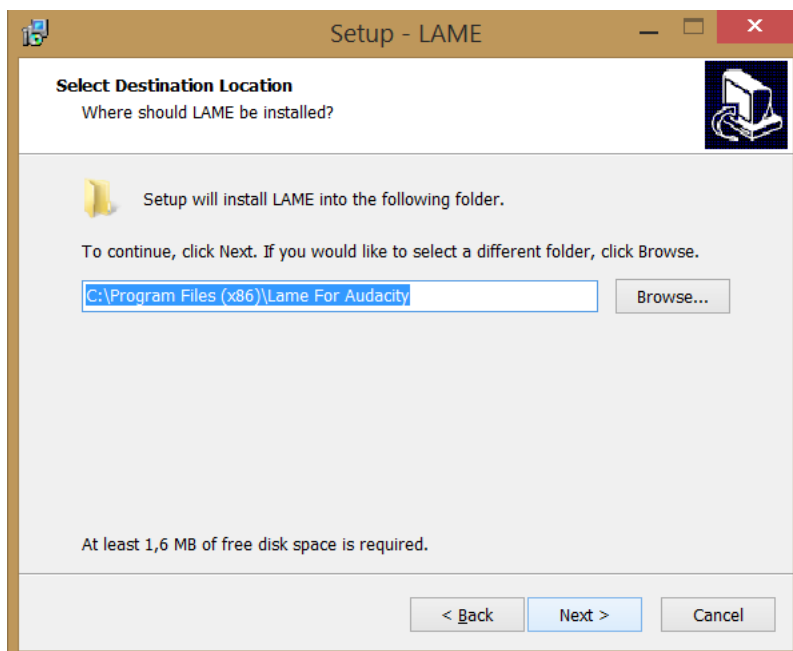 Setup - LAME
Select Destination Location
Where should LAME be installed?
Setup will install LAME into the following folder.
To continue, click Next. If you would like to select a different folder, click Browse.
C:\Program Files (x86)\Lame For Audacity
Browse...
At least 1,6 MB of free disk space is required.
< Back Next > Cancel